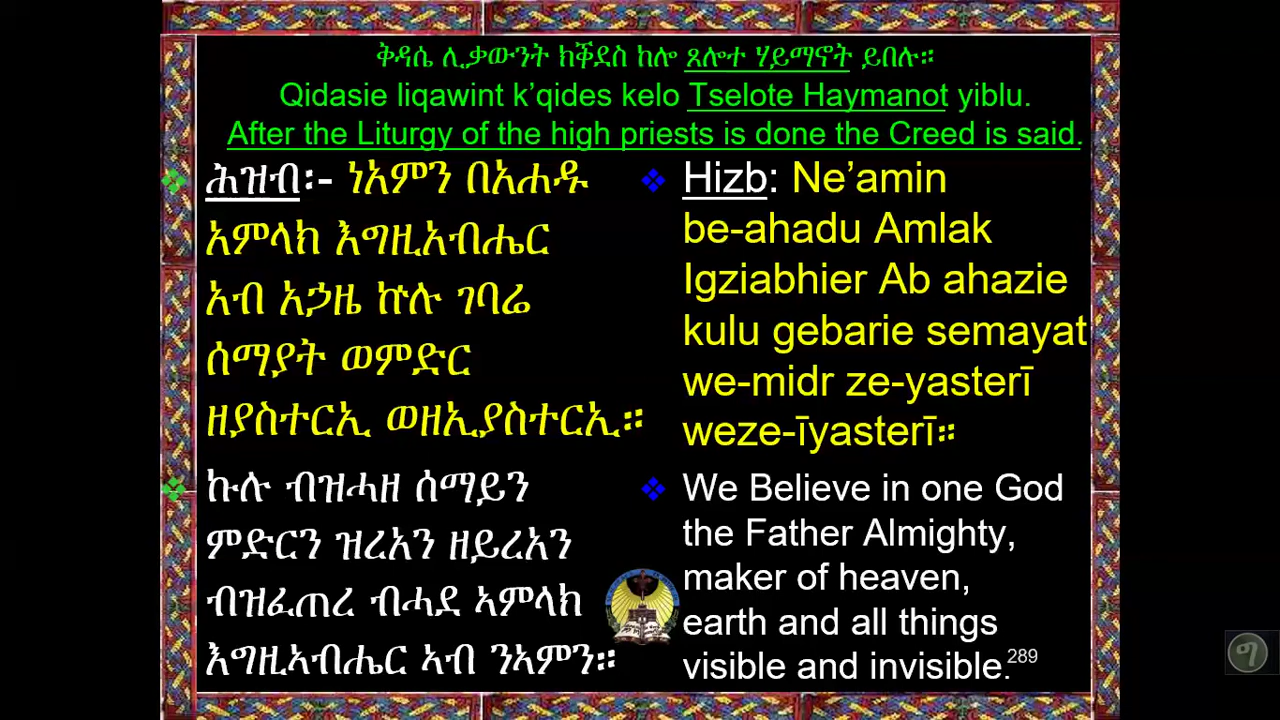 ቅዳሴ ሊቃውንት ክቕደስ ከሎ ጸሎተ ሃይማኖት ይበሉ።
Qidasie liqawint k’qides kelo Tselote Haymanot yiblu.
After the Liturgy of the high priests is done the Creed is said.
ሕዝብ፡- ነአምን በአሐዱ
አምላክ እግዚአብሔር
አብ አኃዜ ኵሉ ገባሬ
ሰማያት ወምድር
ዘያስተርኢ ወዘኢያስተርኢ።
ኩሉ ብዝሓዘ ሰማይን
ምድርን ዝረአን ዘይረአን
ብዝፈጠረ ብሓደ ኣምላክ
እግዚኣብሔር ኣብ ንኣምን።
Hizb: Ne’amin
be-ahadu Amlak
Igziabhier Ab ahazie
kulu gebarie semayat
we-midr ze-yasterī
weze-īyasterī።
We Believe in one God
the Father Almighty,
maker of heaven,
earth and all things
visible and invisible.289